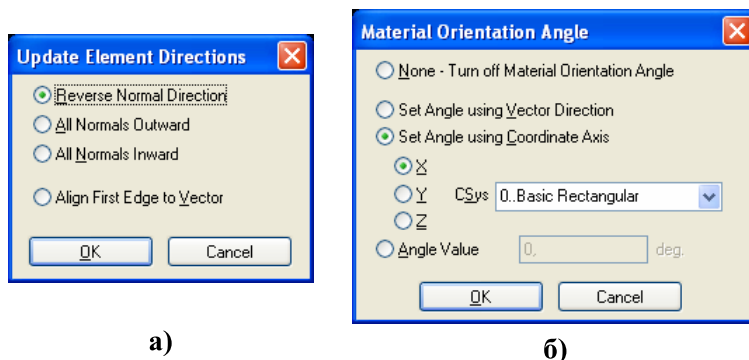 Update Element Directions
Reverse Normal Direction
All Normals Outward
All Normals Inward
Align First Edge to Vector
OK
Cancel
а)
Material Orientation Angle
None - Turn off Material Orientation Angle
Set Angle using Vector Direction
Set Angle using Coordinate Axis
X
Y
CSys
0..Basic Rectangular
Z
Angle Value
0,
deg.
OK
Cancel
б)